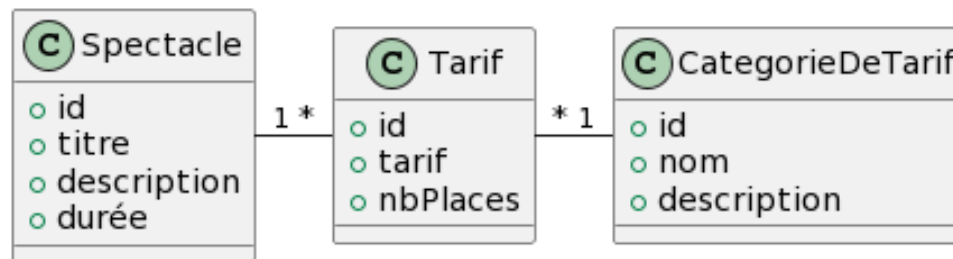 C Spectacle
id
titre
description
durée
1 *
C Tarif
id
tarif
nbPlaces
* 1
C CategorieDeTarif
id
nom
description